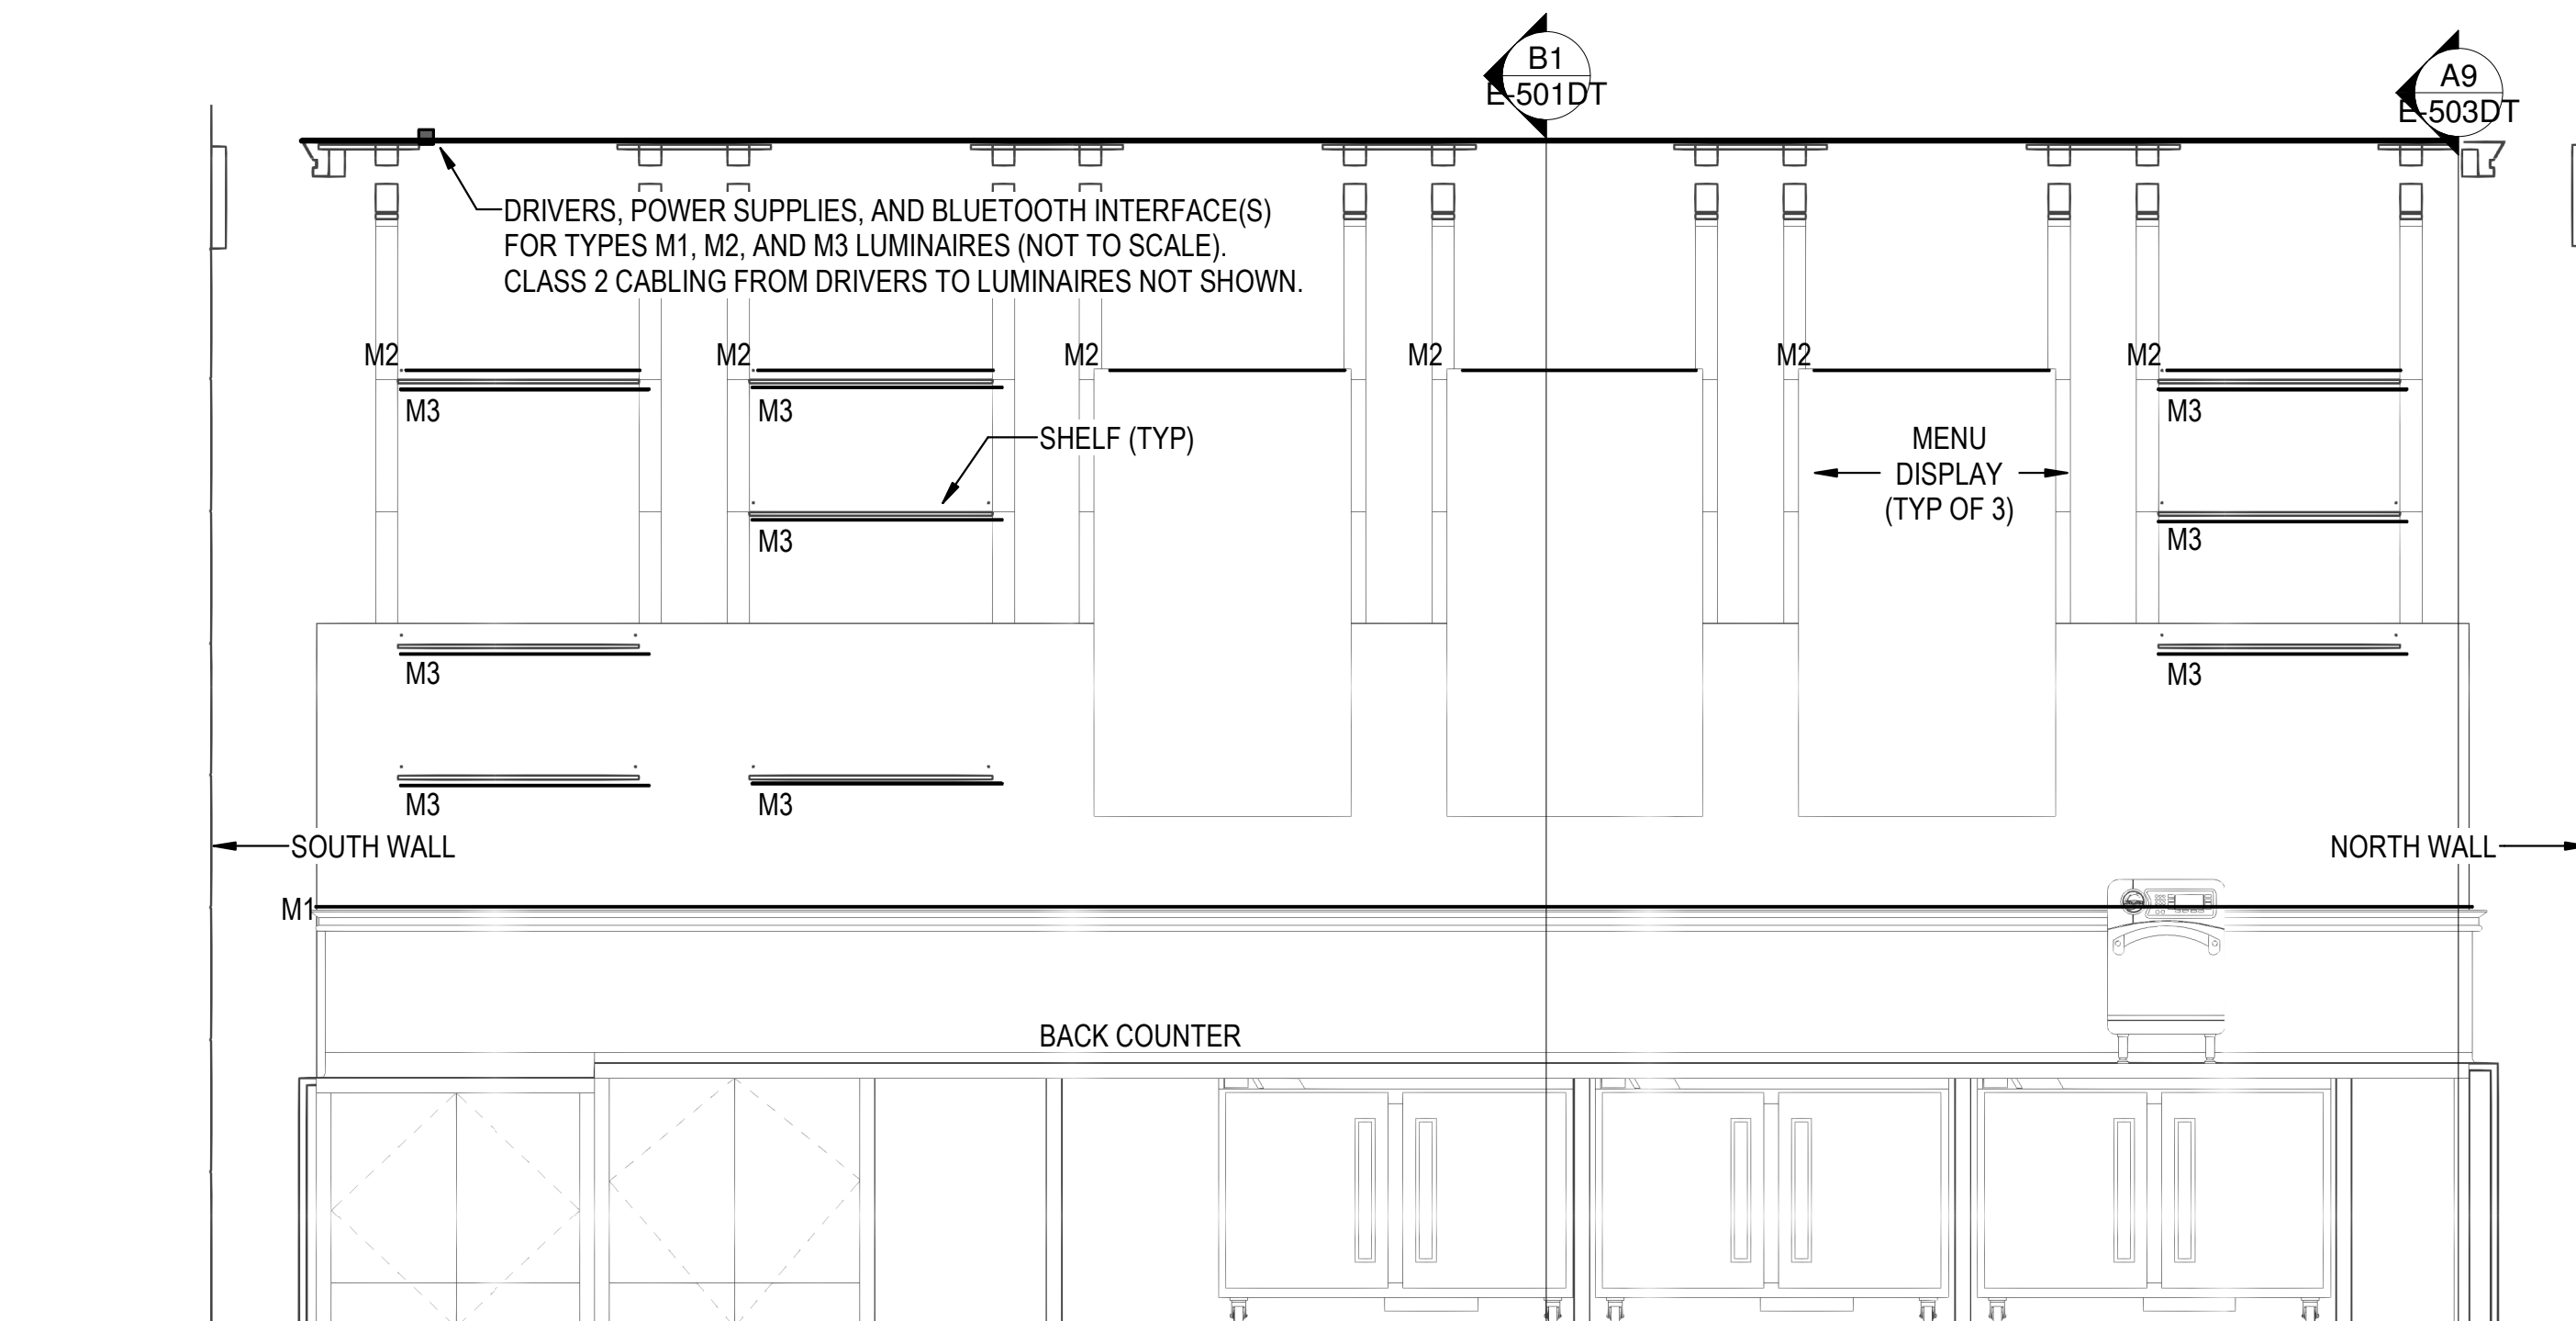 B1
E-501DT
A9
E-503DT
DRIVERS, POWER SUPPLIES, AND BLUETOOTH INTERFACE(S)
FOR TYPES M1, M2, AND M3 LUMINAIRES (NOT TO SCALE).
CLASS 2 CABLING FROM DRIVERS TO LUMINAIRES NOT SHOWN.
M2
M2
M2
M2
M2
M2
M3
M3
M3
SHELF (TYP)
MENU
DISPLAY
(TYP OF 3)
M3
M3
M3
M3
M3
M3
SOUTH WALL
NORTH WALL
M1
BACK COUNTER